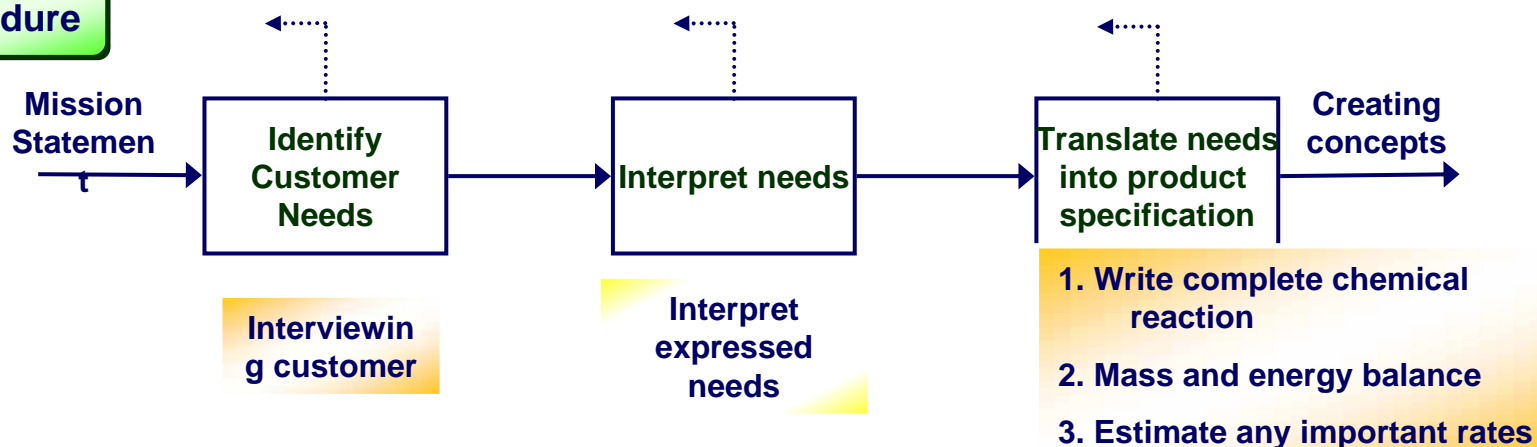 dure
Mission
Statemen
t
Identify
Customer
Needs
Interpret needs
Translate needs
into product
specification
Creating
concepts
Interviewin
g customer
Interpret
expressed
needs
1. Write complete chemical
reaction
2. Mass and energy balance
3. Estimate any important rates